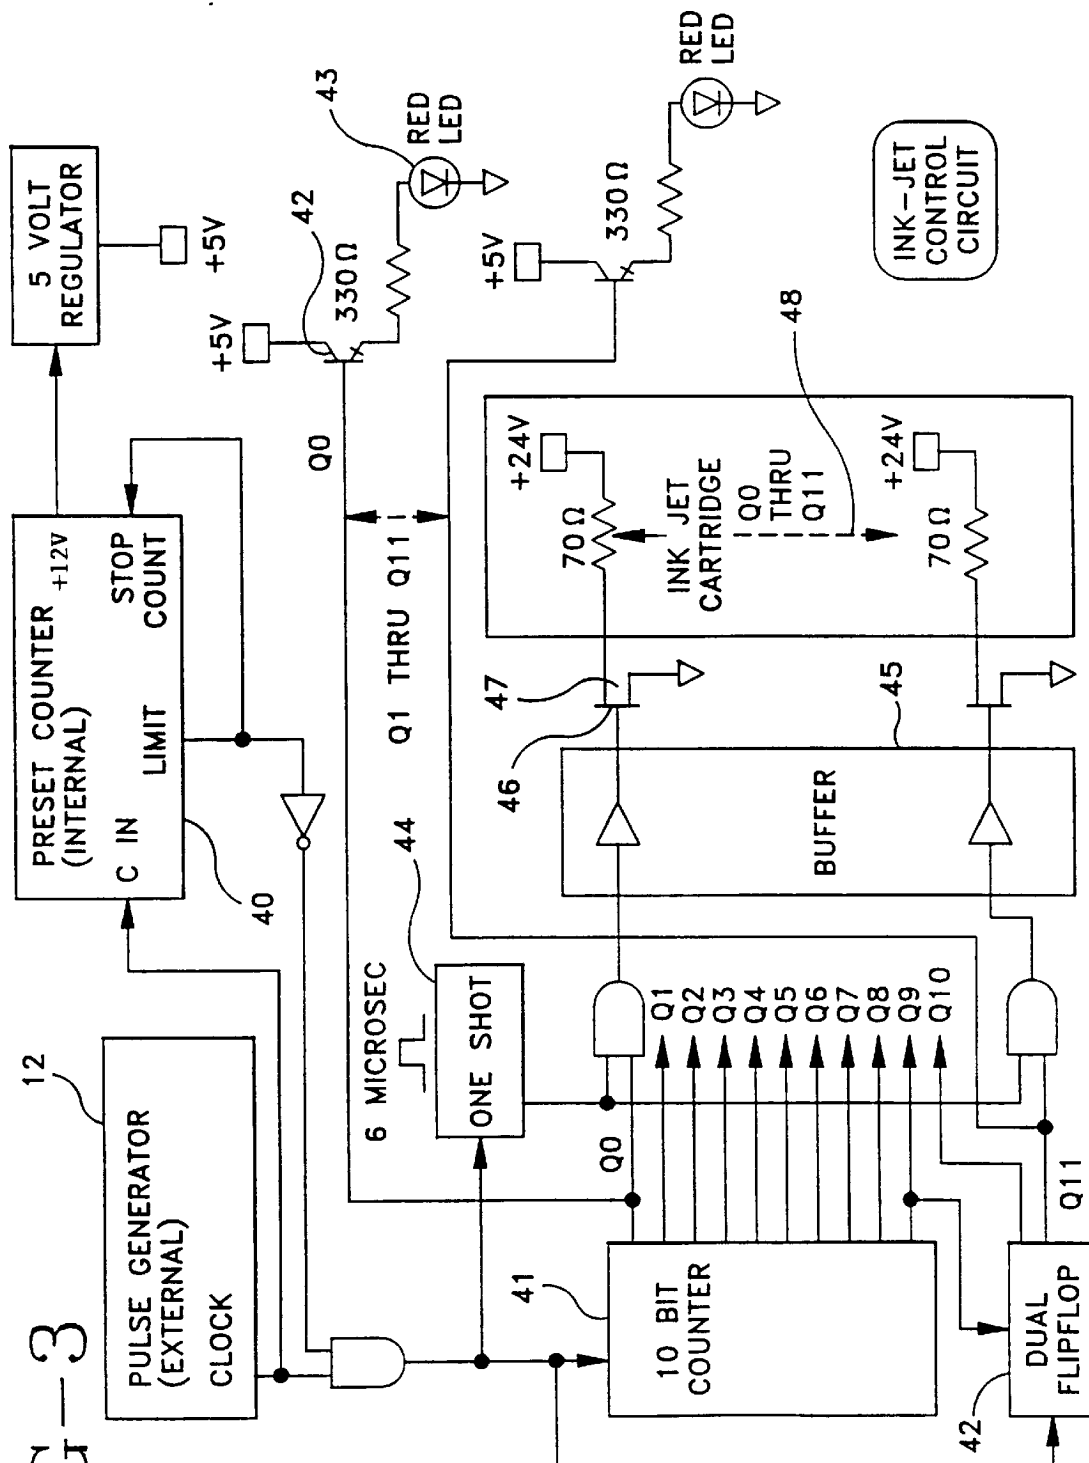 G-3
12
PULSE GENERATOR
(EXTERNAL)
CLOCK
PRESET COUNTER
(INTERNAL)
+12V
C IN
LIMIT
STOP
COUNT
40
5 VOLT
REGULATOR
+5V
6 MICROSEC
44
ONE SHOT
Q0
Q1 THRU Q11
+5V
42
330Ω
43
RED
LED
+5V
330Ω
RED
LED
41
10 BIT
COUNTER
Q0
Q1
Q2
Q3
Q4
Q5
Q6
Q7
Q8
Q9
Q10
Q11
42
DUAL
FLIPFLOP
BUFFER
45
46
47
70Ω
+24V
INK JET
CARTRIDGE
Q0
THRU
Q11
48
70Ω
+24V
INK-JET
CONTROL
CIRCUIT